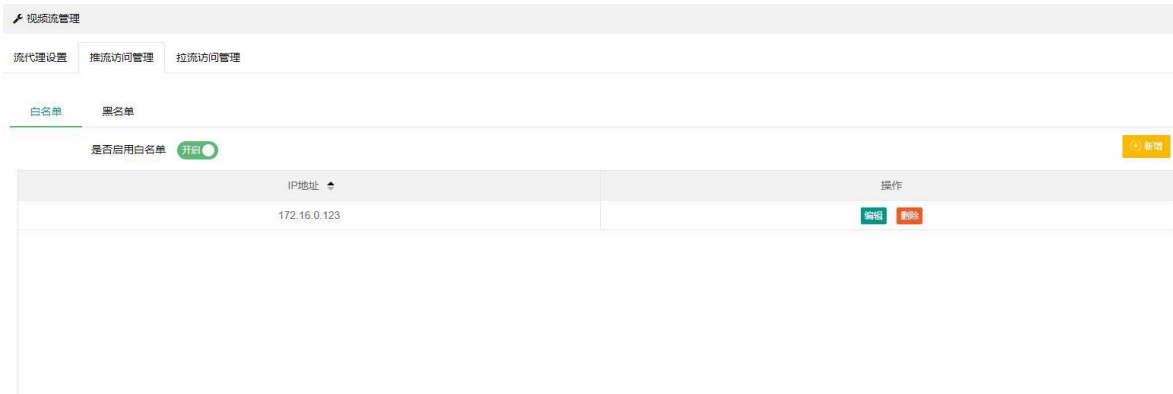 视频流管理
流代理设置 推流访问管理 拉流访问管理
白名单 黑名单
是否启用白名单 开启 新增
IP地址 操作
172.16.0.123 编辑 删除